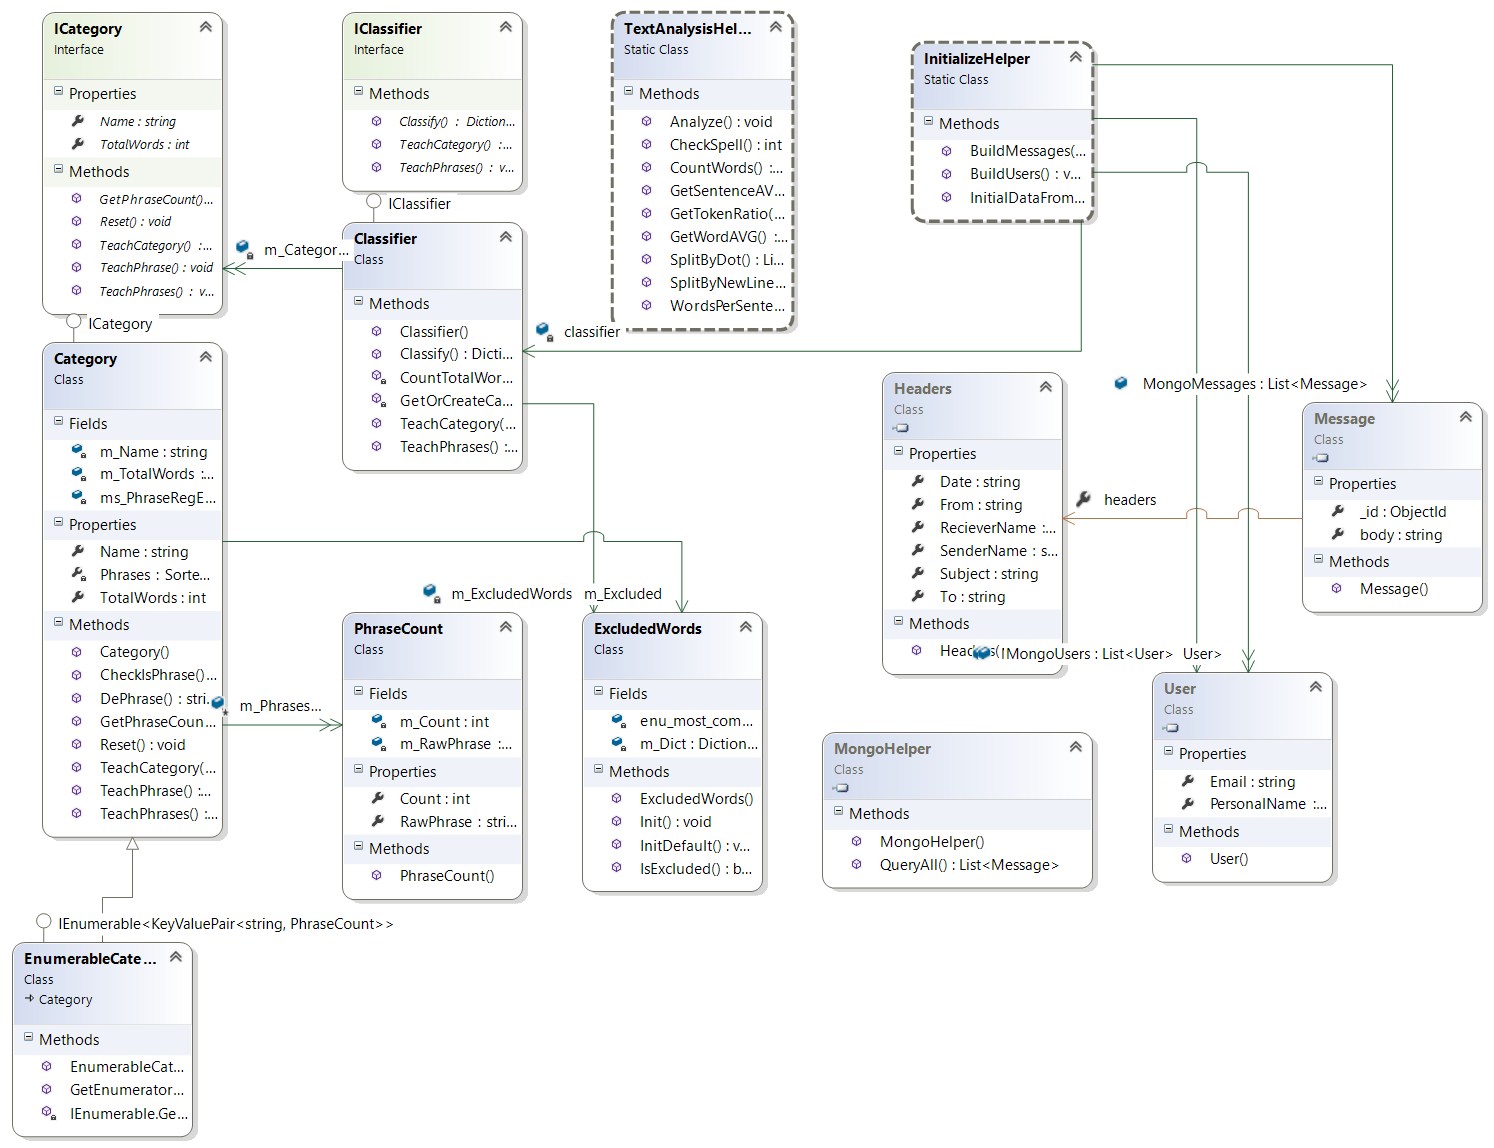 ICategory
Interface
Properties
Name : string
TotalWords : int
Methods
GetPhraseCount()...
Reset() : void
TeachCategory() :...
TeachPhrase() : void
TeachPhrases() : v...
IClassifier
Interface
Methods
Classify() : Diction...
TeachCategory() :...
TeachPhrases() : v...
TextAnalysisHel...
Static Class
Methods
Analyze() : void
CheckSpell() : int
CountWords() :...
GetSentenceAV...
GetTokenRatio(...
GetWordAVG() :...
SplitByDot() : Li...
SplitByNewLine...
WordsPerSente...
InitializeHelper
Static Class
Methods
BuildMessages(...
BuildUsers() : v...
InitialDataFrom...
IClassifier
m_Categor...
Classifier
Class
Methods
Classifier()
Classify() : Dicti...
CountTotalWor...
GetOrCreateCa...
TeachCategory(...
TeachPhrases() :...
classifier
ICategory
Category
Class
Fields
m_Name : string
m_TotalWords :...
ms_PhraseRegE...
Properties
Name : string
Phrases : Sorte...
TotalWords : int
Methods
Category()
CheckIsPhrase()...
DePhrase() : stri...
GetPhraseCoun...
Reset() : void
TeachCategory(...
TeachPhrase() :...
TeachPhrases() :...
Headers
Class
Properties
Date : string
From : string
RecieverName :...
SenderName : s...
Subject : string
To : string
Methods
MongoMessages : List<Message>
Message
Class
Properties
_id : ObjectId
body : string
Methods
Message()
headers
m_ExcludedWords
m_Excluded
m_Phrases...
PhraseCount
Class
Fields
m_Count : int
m_RawPhrase :...
Properties
Count : int
RawPhrase : stri...
Methods
PhraseCount()
ExcludedWords
Class
Fields
enu_most_com...
m_Dict : Diction...
Methods
ExcludedWords()
Init() : void
InitDefault() : v...
IsExcluded() : b...
MongoUsers : List<User> User>
User
Class
Properties
Email : string
PersonalName :...
Methods
User()
MongoHelper
Class
Methods
MongoHelper()
QueryAll() : List<Message>
IEnumerable<KeyValuePair<string, PhraseCount>>
EnumerableCate...
Class
Category
Methods
EnumerableCat...
GetEnumerator...
IEnumerable.Ge...